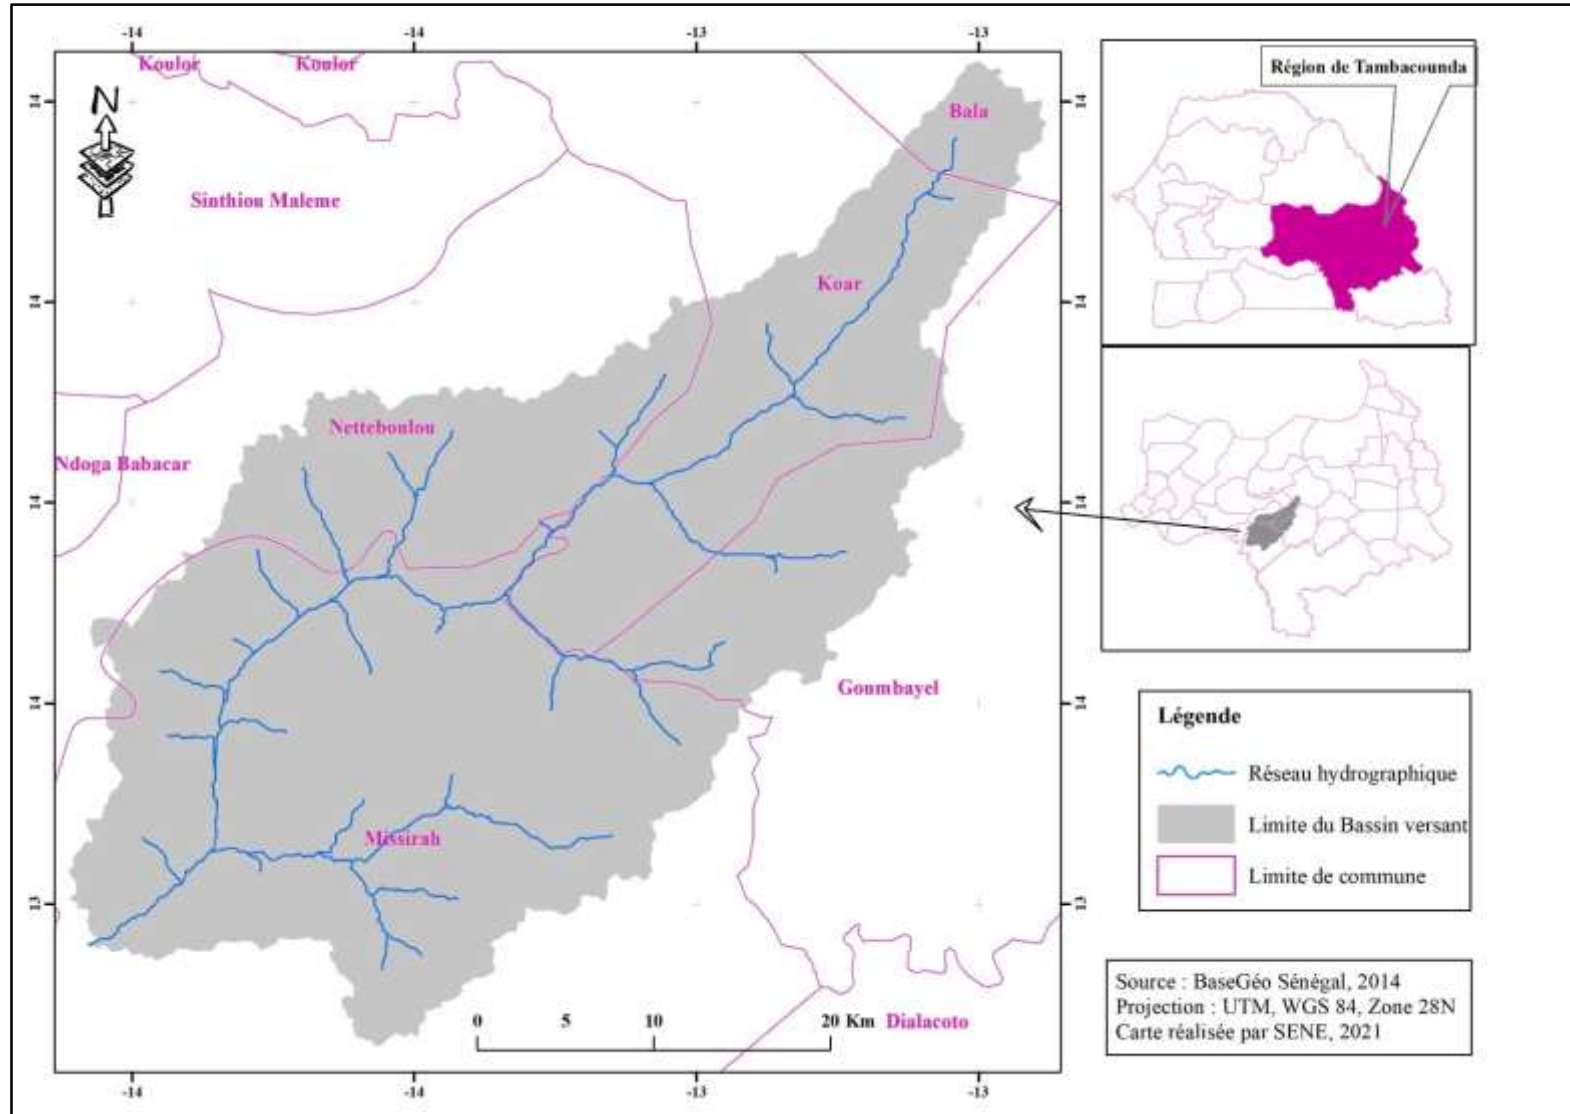 -14
-14
-13
Koulor
Koulor
Bala
N
Sinthiou Maleme
Koar
Netteboulou
Ndoga Babacar
Goumbayel
Missirah
Dialacoto
0
5
10
20 Km
14
14
14
14
13
14
14
14
14
13
-14
-14
-13
-13
Région de Tambacounda
Légende
Réseau hydrographique
Limite du Bassin versant
Limite de commune
Source : BaseGéo Sénégal, 2014
Projection : UTM, WGS 84, Zone 28N
Carte réalisée par SENE, 2021
-13